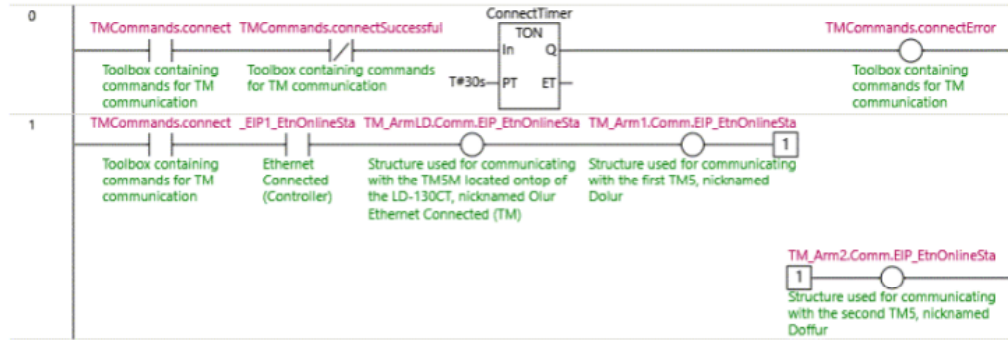 0
ConnectTimer
TMCommands.connect TMCommands.connectSuccessful TON TMCommands.connectError
In Q
Toolbox containing Toolbox containing commands Toolbox containing
commands for TM for TM communication T#30s PT ET commands for TM
communication communication
1
TMCommands.connect _EIP1_EtnOnlineSta TM_ArmLD.Comm.EIP_EtnOnlineSta TM_Arm1.Comm.EIP_EtnOnlineSta
1
Toolbox containing Ethernet Structure used for communicating Structure used for communicating
commands for TM Connected with the TM5M located ontop of with the first TM5, nicknamed
communication (Controller) the LD-130CT, nicknamed Olur Dolur
Ethernet Connected (TM)
TM_Arm2.Comm.EIP_EtnOnlineSta
1
Structure used for communicating
with the second TM5, nicknamed
Doffur